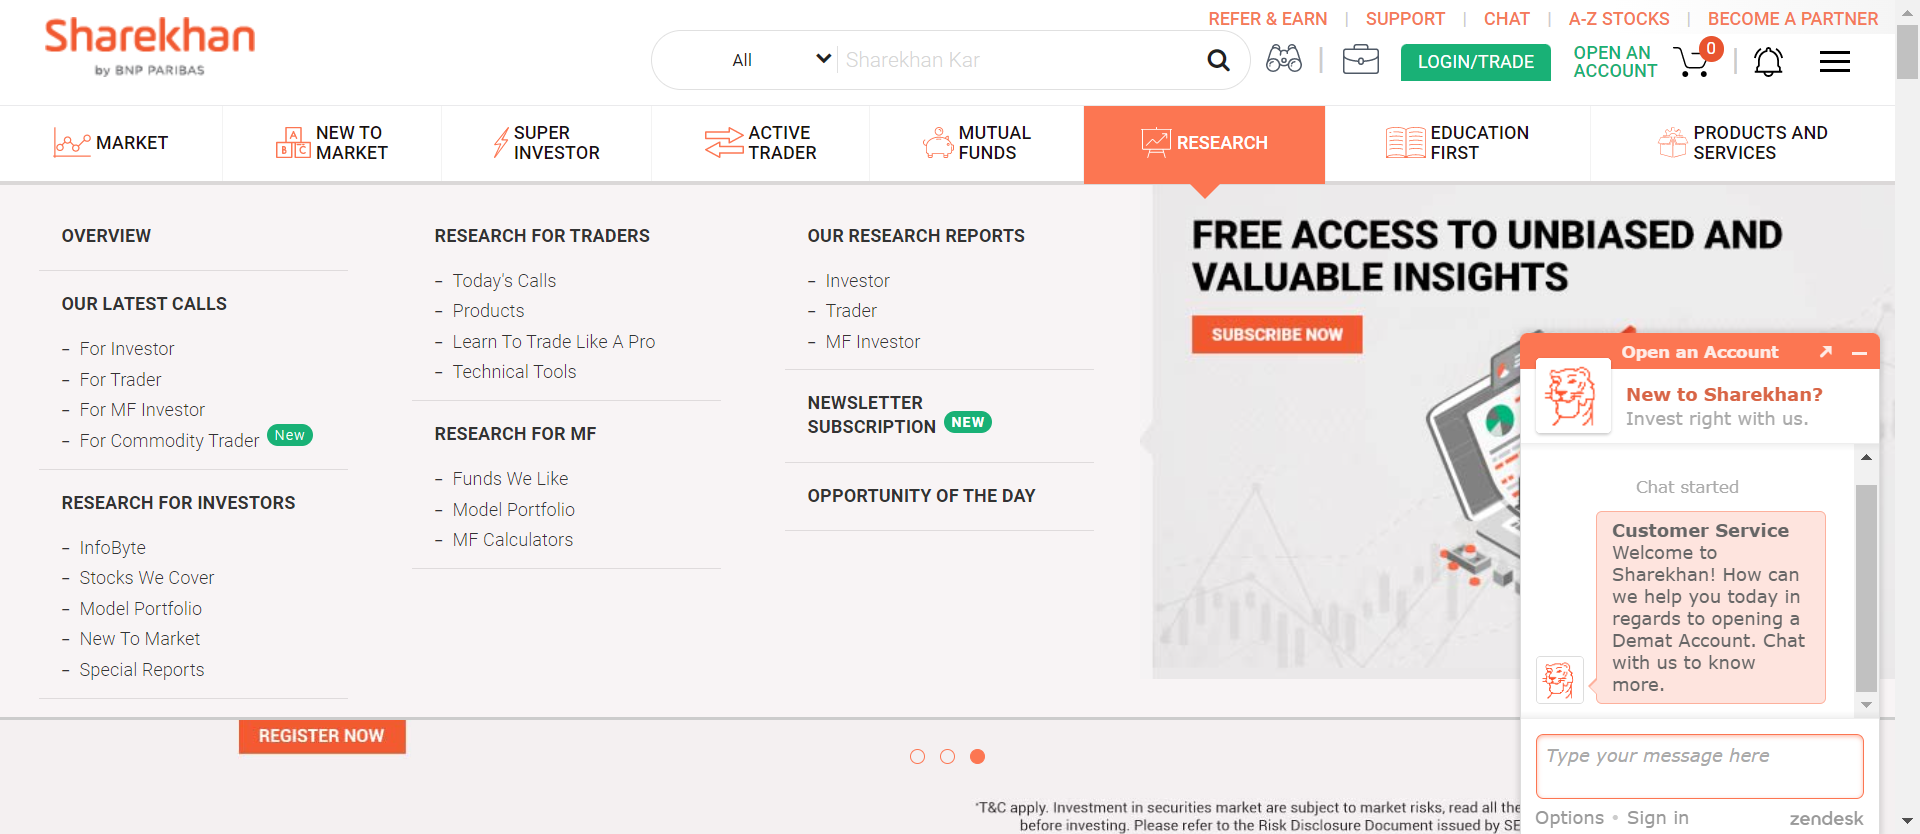 REFER & EARN | SUPPORT | CHAT | A-Z STOCKS | BECOME A PARTNER
Sharekhan
by BNP PARIBAS
All
Sharekhan Kar
LOGIN/TRADE
OPEN AN
ACCOUNT
0
MARKET
NEW TO
MARKET
A
B C
SUPER
INVESTOR
ACTIVE
TRADER
MUTUAL
FUNDS
RESEARCH
EDUCATION
FIRST
PRODUCTS AND
SERVICES
OVERVIEW
OUR LATEST CALLS
– For Investor
– For Trader
– For MF Investor
– For Commodity Trader New
RESEARCH FOR INVESTORS
– InfoByte
– Stocks We Cover
– Model Portfolio
– New To Market
– Special Reports
RESEARCH FOR TRADERS
– Today's Calls
– Products
– Learn To Trade Like A Pro
– Technical Tools
RESEARCH FOR MF
– Funds We Like
– Model Portfolio
– MF Calculators
OUR RESEARCH REPORTS
– Investor
– Trader
– MF Investor
NEWSLETTER
SUBSCRIPTION NEW
OPPORTUNITY OF THE DAY
FREE ACCESS TO UNBIASED AND
VALUABLE INSIGHTS
SUBSCRIBE NOW
REGISTER NOW
*T&C apply. Investment in securities market are subject to market risks, read all the
before investing. Please refer to the Risk Disclosure Document issued by SE
Open an Account
New to Sharekhan?
Invest right with us.
Chat started
Customer Service
Welcome to
Sharekhan! How can
we help you today in
regards to opening a
Demat Account. Chat
with us to know
more.
Type your message here
Options • Sign in
zendesk